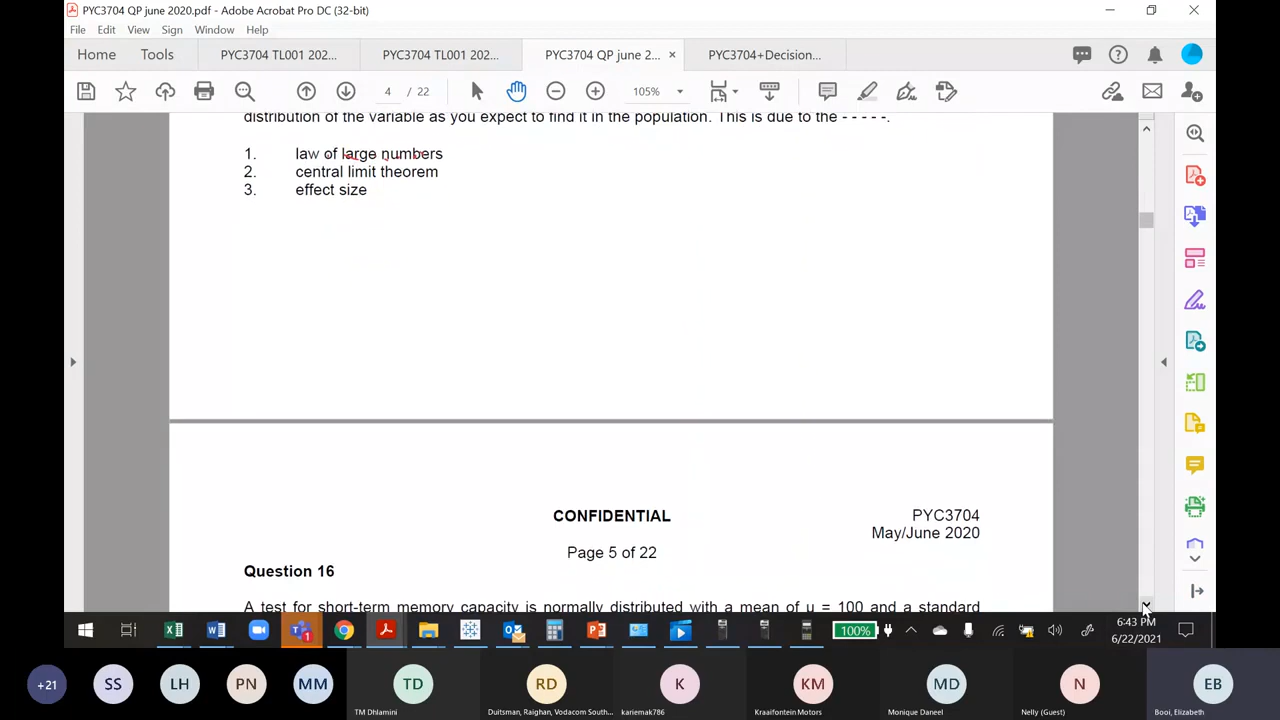 PYC3704 QP june 2020.pdf - Adobe Acrobat Pro DC (32-bit)
File Edit View Sign Window Help
Home Tools PYC3704 TL001 202... PYC3704 TL001 202... PYC3704 QP june 2... × PYC3704+Decision...
4 / 22 105%
distribution of the variable as you expect to find it in the population. This is due to the - - - - -.
1. law of large numbers
2. central limit theorem
3. effect size
CONFIDENTIAL PYC3704
May/June 2020
Page 5 of 22
Question 16
A test for short-term memory capacity is normally distributed with a mean of µ = 100 and a standard
100% 6:43 PM
6/22/2021
+21 SS LH PN MM TD RD K KM MD N EB
TM Dhlamini Duitsman, Raighan, Vodacom South... kariemak786 Kraaifontein Motors Monique Daneel Nelly (Guest) Booi, Elizabeth